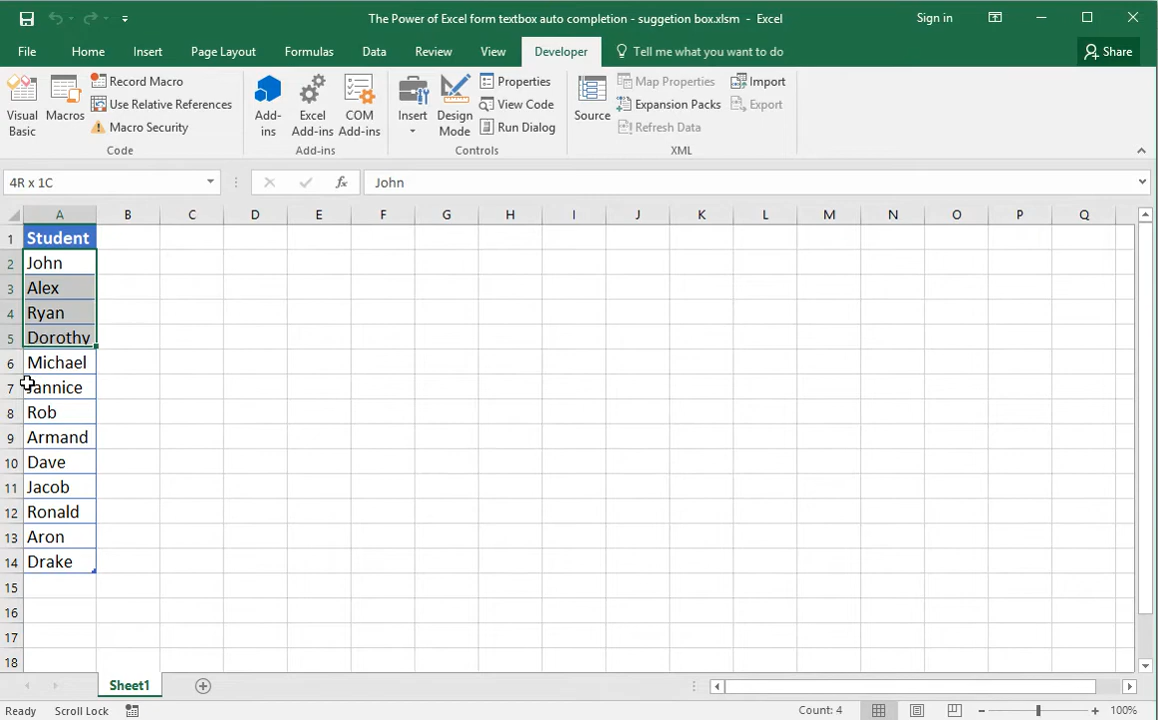 The Power of Excel form textbox auto completion - suggetion box.xlsm - Excel
Sign in
File Home Insert Page Layout Formulas Data Review View Developer Tell me what you want to do Share
Visual Basic
Macros
Record Macro
Use Relative References
Macro Security
Code
Add-ins
Excel Add-ins
COM Add-ins
Add-ins
Insert
Design Mode
Properties
View Code
Run Dialog
Controls
Source
Map Properties
Expansion Packs
Refresh Data
Import
Export
XML
4R x 1C
fx
John
A B C D E F G H I J K L M N O P Q
1 Student
2 John
3 Alex
4 Ryan
5 Dorothy
6 Michael
7 Jannice
8 Rob
9 Armand
10 Dave
11 Jacob
12 Ronald
13 Aron
14 Drake
15
16
17
18
Sheet1
Ready Scroll Lock Count: 4 100%